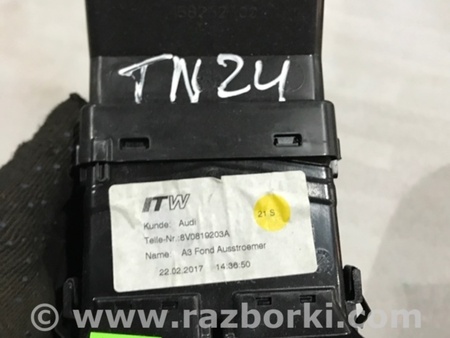 TN24
ITW
21 S
Kunde: Audi
Teile-Nr.:8V0819203A
Name: A3 Fond Ausstroemer
22.02.2017 14:36:50
© www.razborki.com